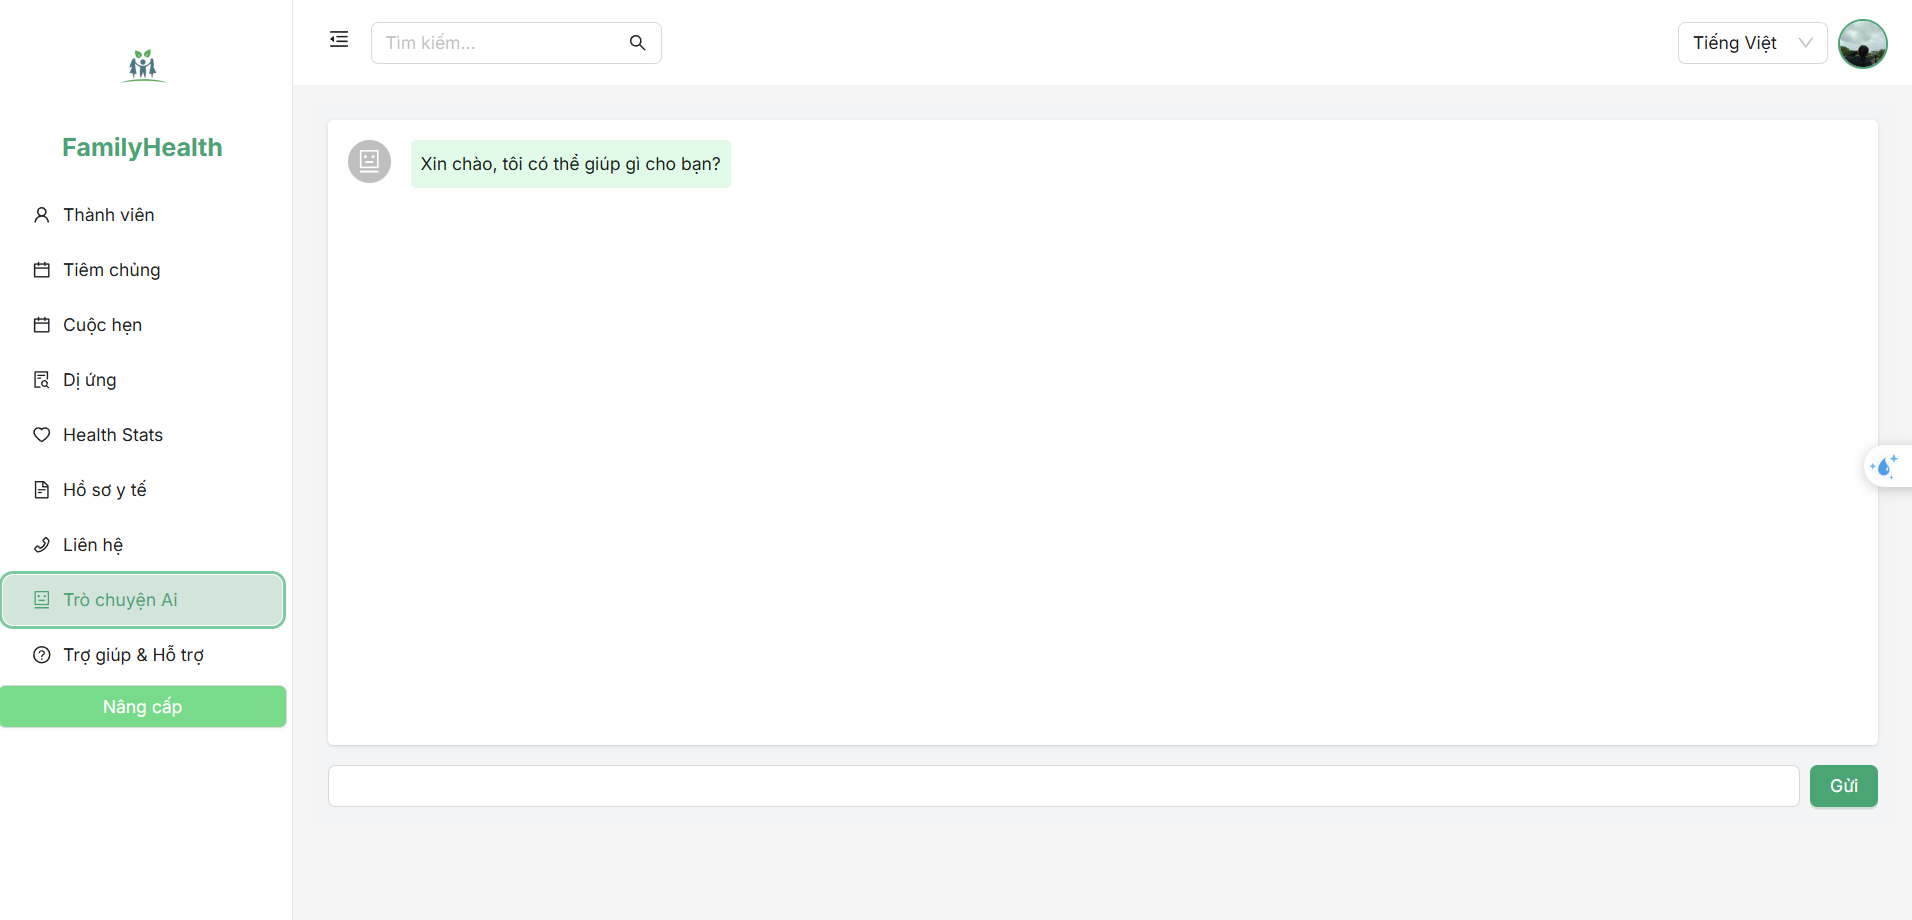 FamilyHealth
Thành viên
Tiêm chủng
Cuộc hẹn
Dị ứng
Health Stats
Hồ sơ y tế
Liên hệ
Trò chuyện Ai
Trợ giúp & Hỗ trợ
Nâng cấp
Tìm kiếm...
Tiếng Việt
Xin chào, tôi có thể giúp gì cho bạn?
Gửi